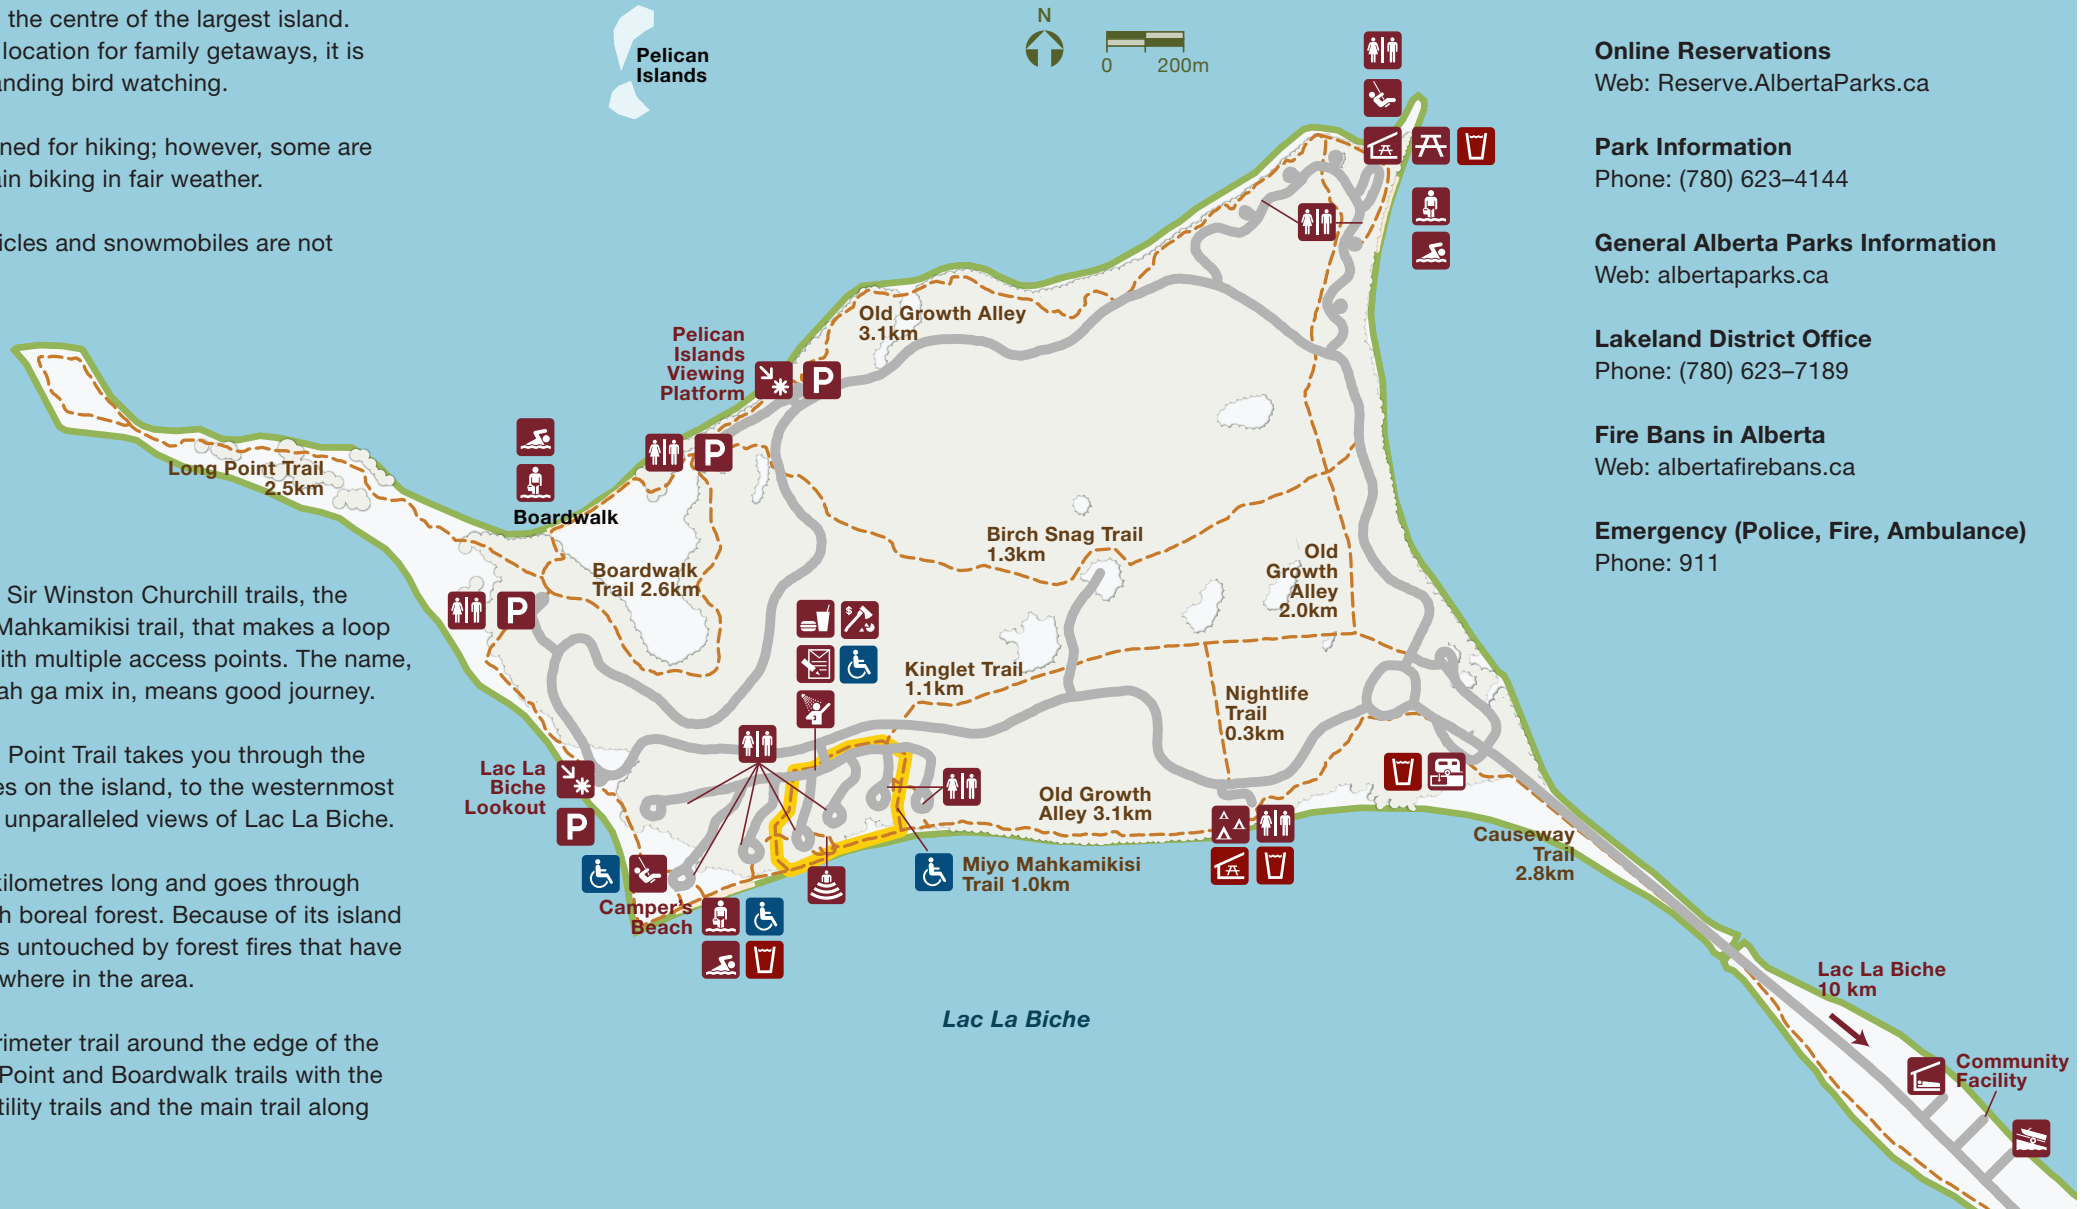 the centre of the largest island.
location for family getaways, it is
anding bird watching.
ned for hiking; however, some are
ain biking in fair weather.
icles and snowmobiles are not
Sir Winston Churchill trails, the
Mahkamikisi trail, that makes a loop
ith multiple access points. The name,
ah ga mix in, means good journey.
Point Trail takes you through the
es on the island, to the westernmost
unparalleled views of Lac La Biche.
kilometres long and goes through
h boreal forest. Because of its island
s untouched by forest fires that have
where in the area.
rimeter trail around the edge of the
Point and Boardwalk trails with the
tility trails and the main trail along
Pelican
Islands
N
0 200m
Old Growth Alley
3.1km
Pelican
Islands
Viewing
Platform
P
P
Long Point Trail
2.5km
Boardwalk
Boardwalk
Trail 2.6km
P
Birch Snag Trail
1.3km
Old
Growth
Alley
2.0km
$
Kinglet Trail
1.1km
Nightlife
Trail
0.3km
Lac La
Biche
Lookout
P
Old Growth
Alley 3.1km
Miyo Mahkamikisi
Trail 1.0km
Camper's
Beach
Causeway
Trail
2.8km
Lac La Biche
Lac La Biche
10 km
Community
Facility
Online Reservations
Web: Reserve.AlbertaParks.ca
Park Information
Phone: (780) 623–4144
General Alberta Parks Information
Web: albertaparks.ca
Lakeland District Office
Phone: (780) 623–7189
Fire Bans in Alberta
Web: albertafirebans.ca
Emergency (Police, Fire, Ambulance)
Phone: 911